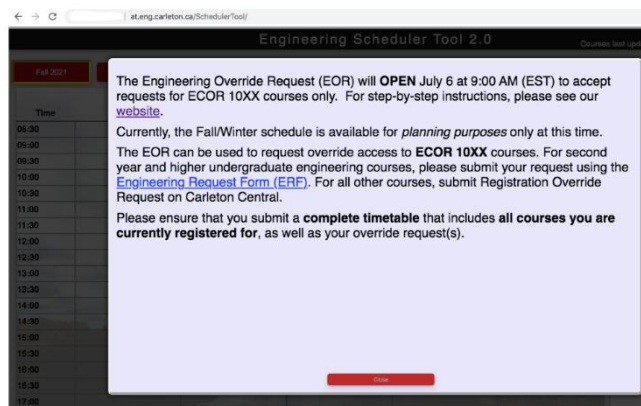 at.eng.carleton.ca/SchedulerTool/
Engineering Scheduler Tool 2.0
Courses last upd
Fall 2021
The Engineering Override Request (EOR) will OPEN July 6 at 9:00 AM (EST) to accept
requests for ECOR 10XX courses only. For step-by-step instructions, please see our
website.
Currently, the Fall/Winter schedule is available for planning purposes only at this time.
The EOR can be used to request override access to ECOR 10XX courses. For second
year and higher undergraduate engineering courses, please submit your request using the
Engineering Request Form (ERF). For all other courses, submit Registration Override
Request on Carleton Central.
Please ensure that you submit a complete timetable that includes all courses you are
currently registered for, as well as your override request(s).
Time
08:30
09:00
09:30
10:00
10:30
11:00
11:30
12:00
12:30
13:00
13:30
14:00
14:30
15:00
15:30
16:00
16:30
17:00
Close